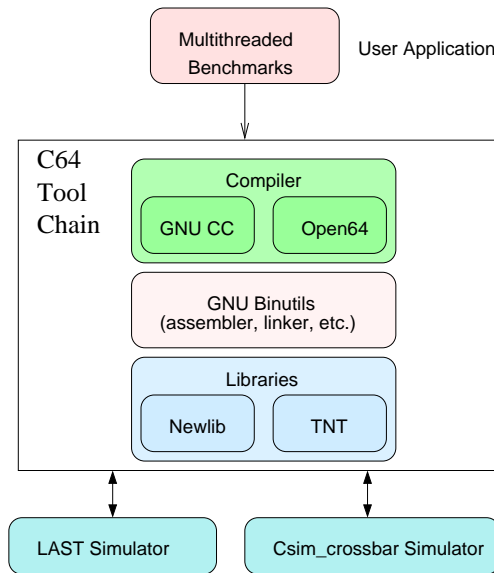 Multithreaded
Benchmarks
User Application
C64
Tool
Chain
Compiler
GNU CC
Open64
GNU Binutils
(assembler, linker, etc.)
Libraries
Newlib
TNT
LAST Simulator
Csim_crossbar Simulator